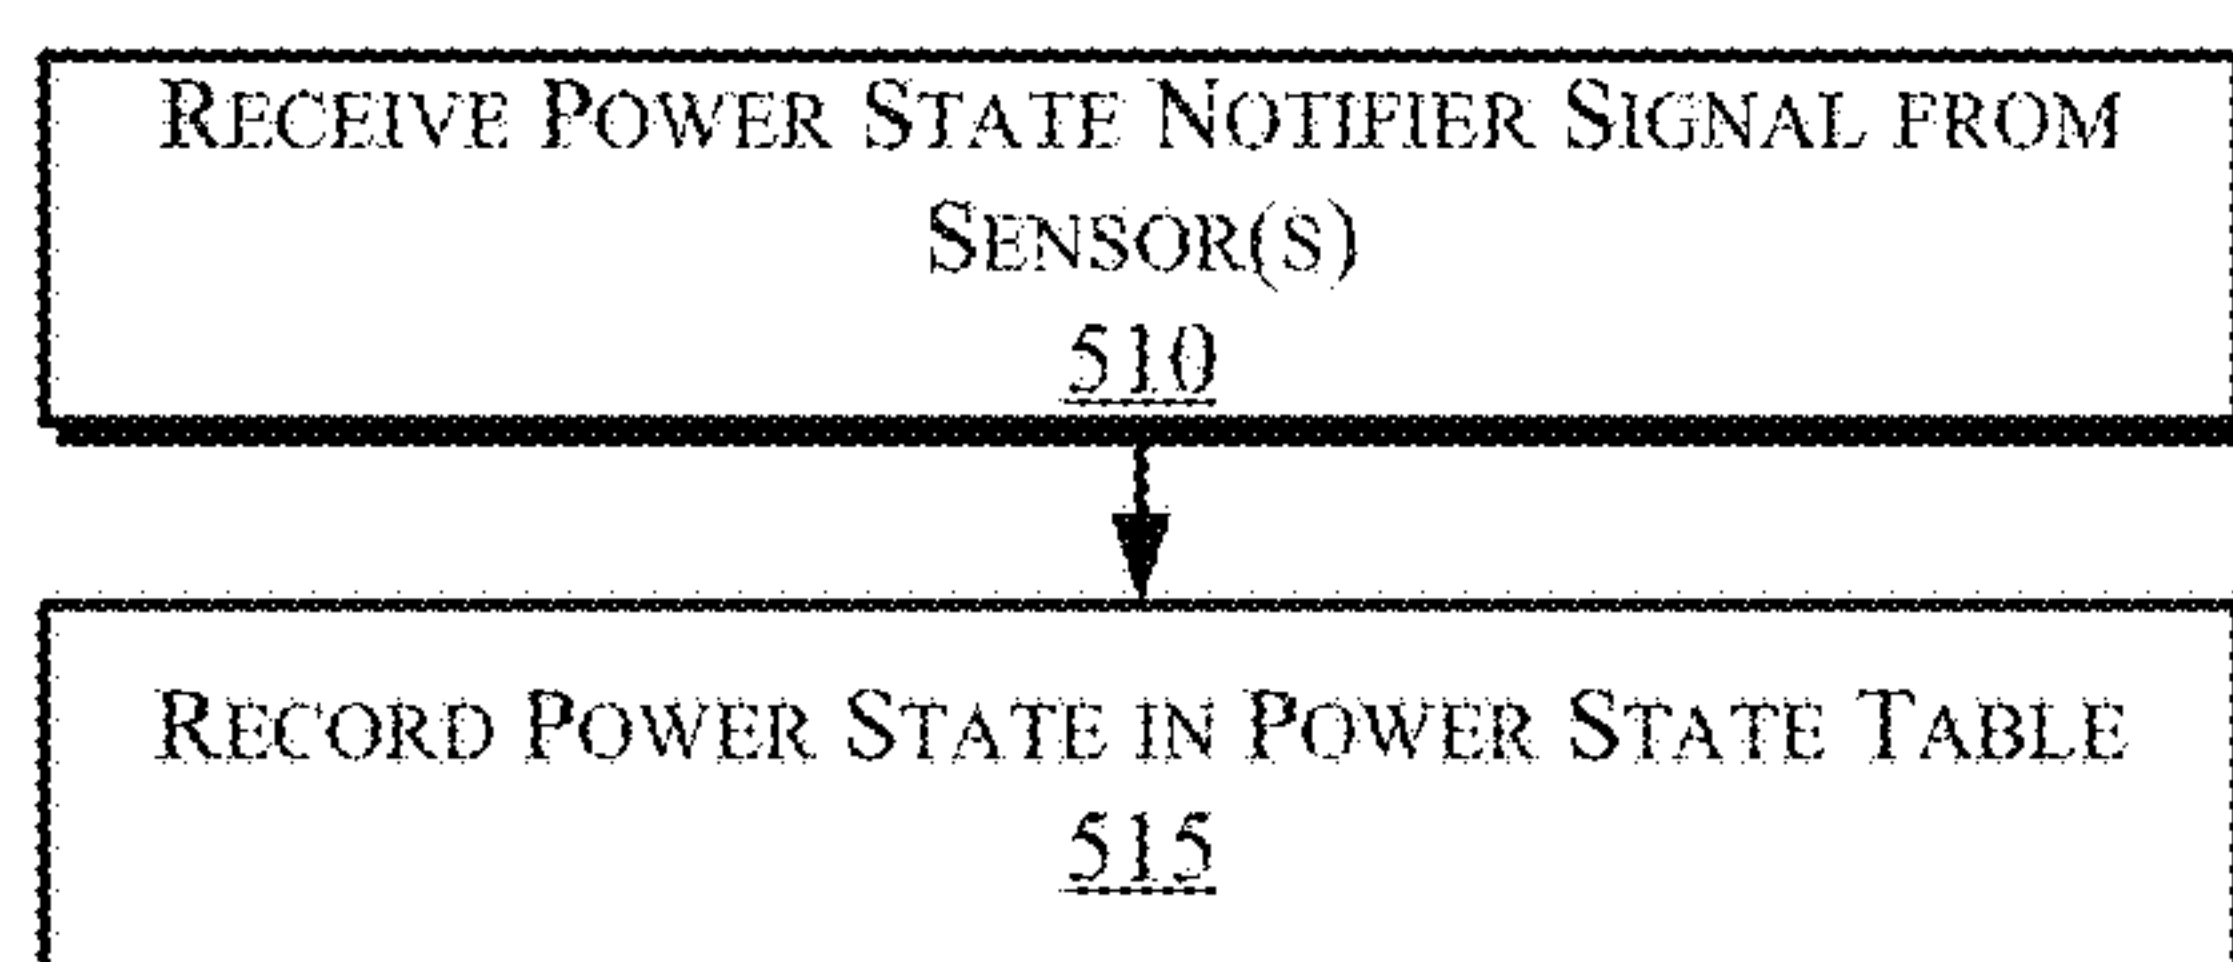 RECEIVE POWER STATE NOTIFIER SIGNAL FROM
SENSOR(S)
510
RECORD POWER STATE IN POWER STATE TABLE
515